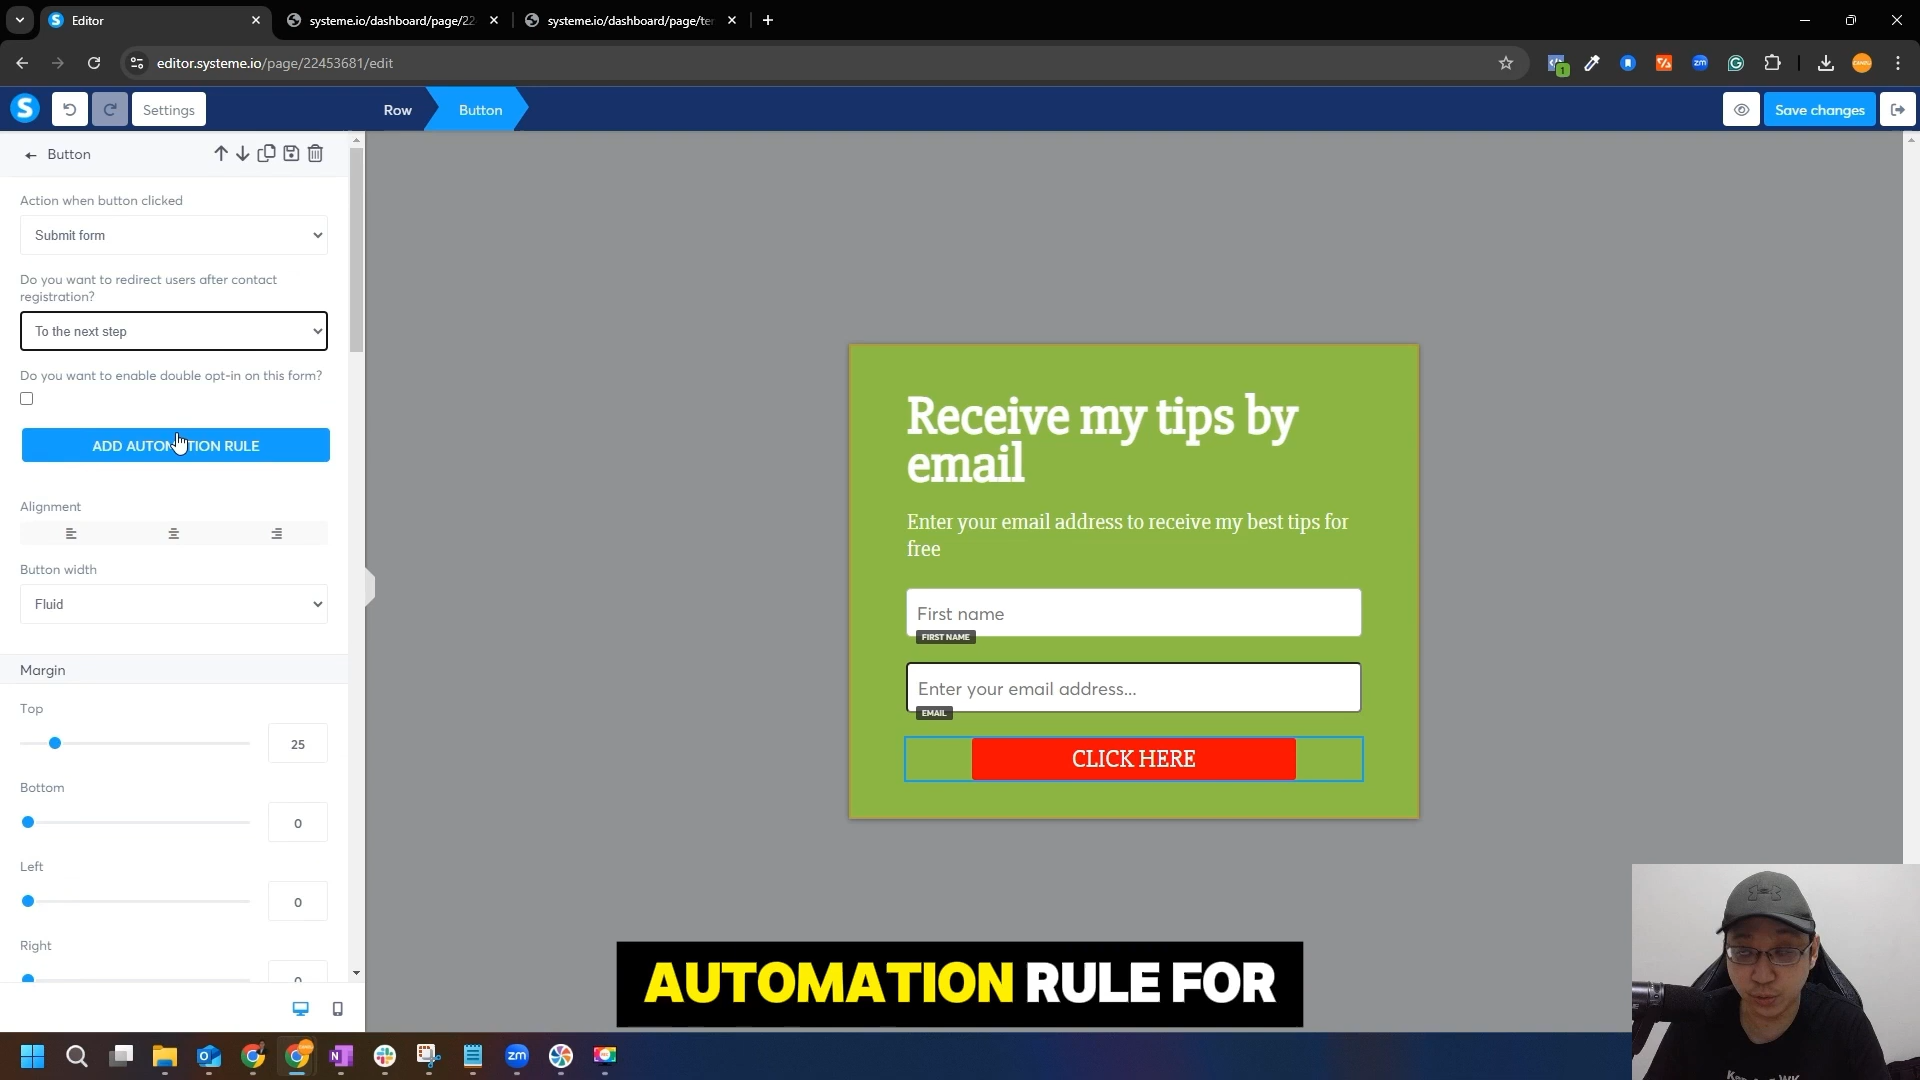 Editor
systeme.io/dashboard/page/22
systeme.io/dashboard/page/ter
editor.systeme.io/page/22453681/edit
Settings
Row
Button
Save changes
Button
Action when button clicked
Submit form
Do you want to redirect users after contact
registration?
To the next step
Do you want to enable double opt-in on this form?
ADD AUTOMATION RULE
Alignment
Button width
Fluid
Margin
Top
25
Bottom
0
Left
0
Right
0
Receive my tips by
email
Enter your email address to receive my best tips for
free
First name
FIRST NAME
Enter your email address...
EMAIL
CLICK HERE
AUTOMATION RULE FOR